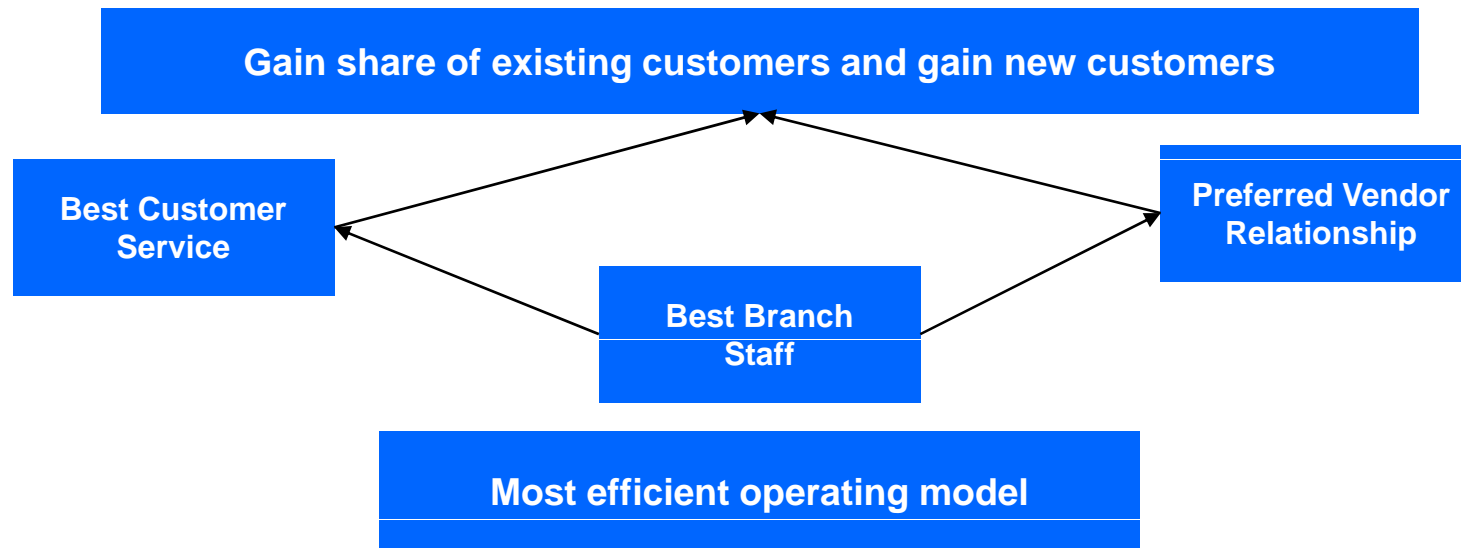 Gain share of existing customers and gain new customers
Best Customer
Service
Preferred Vendor
Relationship
Best Branch
Staff
Most efficient operating model